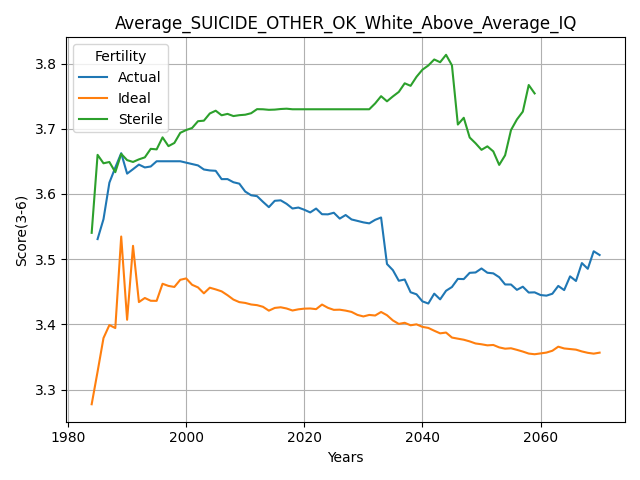 Average_SUICIDE_OTHER_OK_White_Above_Average_IQ
Fertility
Actual
Ideal
Sterile
Score(3-6)
3.8
3.7
3.6
3.5
3.4
3.3
1980
2000
2020
2040
2060
Years